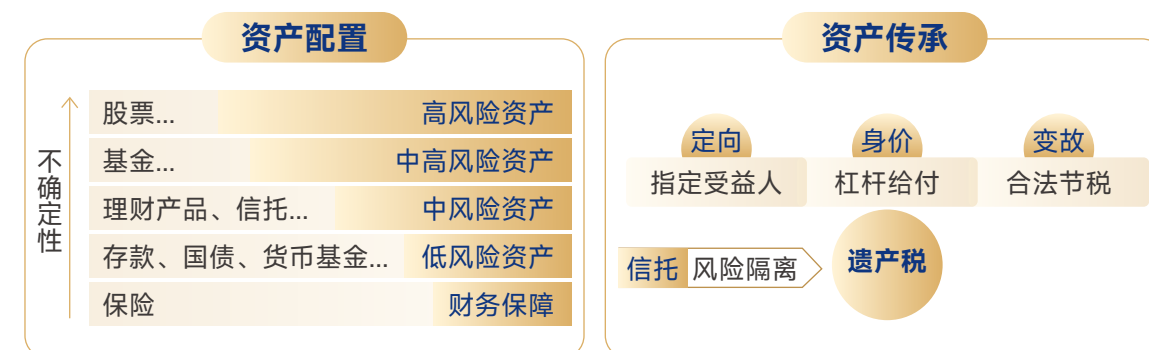 资产配置
不确定性
股票... 高风险资产
基金... 中高风险资产
理财产品、信托... 中风险资产
存款、国债、货币基金... 低风险资产
保险 财务保障
资产传承
定向 身价 变故
指定受益人 杠杆给付 合法节税
信托 风险隔离 遗产税